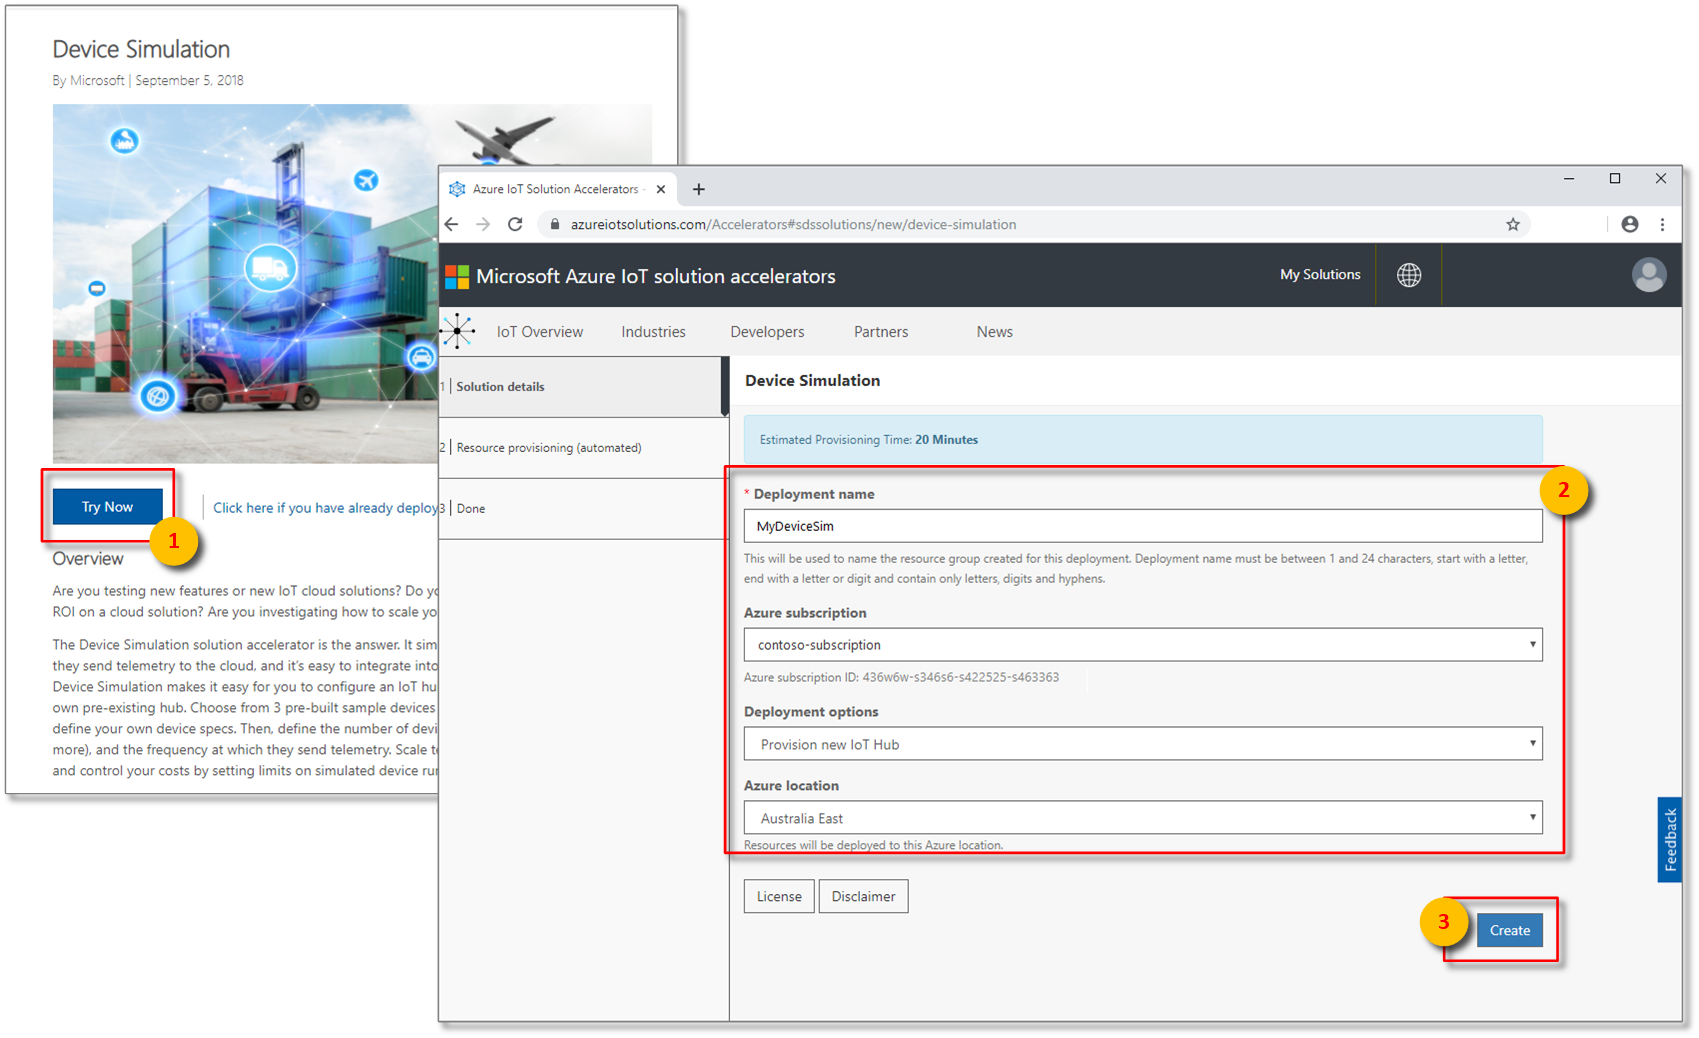 Device Simulation
By Microsoft | September 5, 2018
Try Now
1
Click here if you have already deploy
Overview
Are you testing new features or new IoT cloud solutions? Do yo
ROI on a cloud solution? Are you investigating how to scale yo
The Device Simulation solution accelerator is the answer. It sim
they send telemetry to the cloud, and it's easy to integrate into
Device Simulation makes it easy for you to configure an IoT hu
own pre-existing hub. Choose from 3 pre-built sample devices
define your own device specs. Then, define the number of devi
more), and the frequency at which they send telemetry. Scale te
and control your costs by setting limits on simulated device run
Azure IoT Solution Accelerators -
azureiotsolutions.com/Accelerators#sdssolutions/new/device-simulation
Microsoft Azure IoT solution accelerators
My Solutions
IoT Overview
Industries
Developers
Partners
News
1 | Solution details
2 | Resource provisioning (automated)
3 | Done
Device Simulation
Estimated Provisioning Time: 20 Minutes
2
* Deployment name
MyDeviceSim
This will be used to name the resource group created for this deployment. Deployment name must be between 1 and 24 characters, start with a letter,
end with a letter or digit and contain only letters, digits and hyphens.
Azure subscription
contoso-subscription
Azure subscription ID: 436w6w-s346s6-s422525-s463363
Deployment options
Provision new IoT Hub
Azure location
Australia East
Resources will be deployed to this Azure location.
License
Disclaimer
3
Create
Feedback